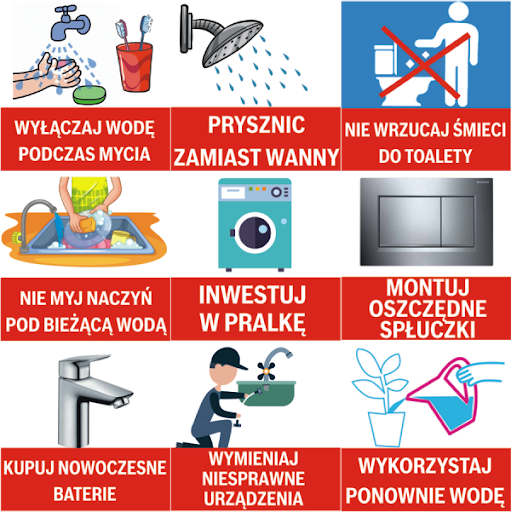 WYŁĄCZAJ WODĘ
PODCZAS MYCIA
PRYSZNIC
ZAMIAST WANNY
NIE WRZUCAJ ŚMIECI
DO TOALETY
NIE MYJ NACZYŃ
POD BIEŻĄCĄ WODĄ
INWESTUJ
W PRALKĘ
MONTUJ
OSZCZĘDNE
SPŁUCZKI
KUPUJ NOWOCZESNE
BATERIE
WYMIENIAJ
NIESPRAWNE
URZĄDZENIA
WYKORZYSTAJ
PONOWNIE WODĘ